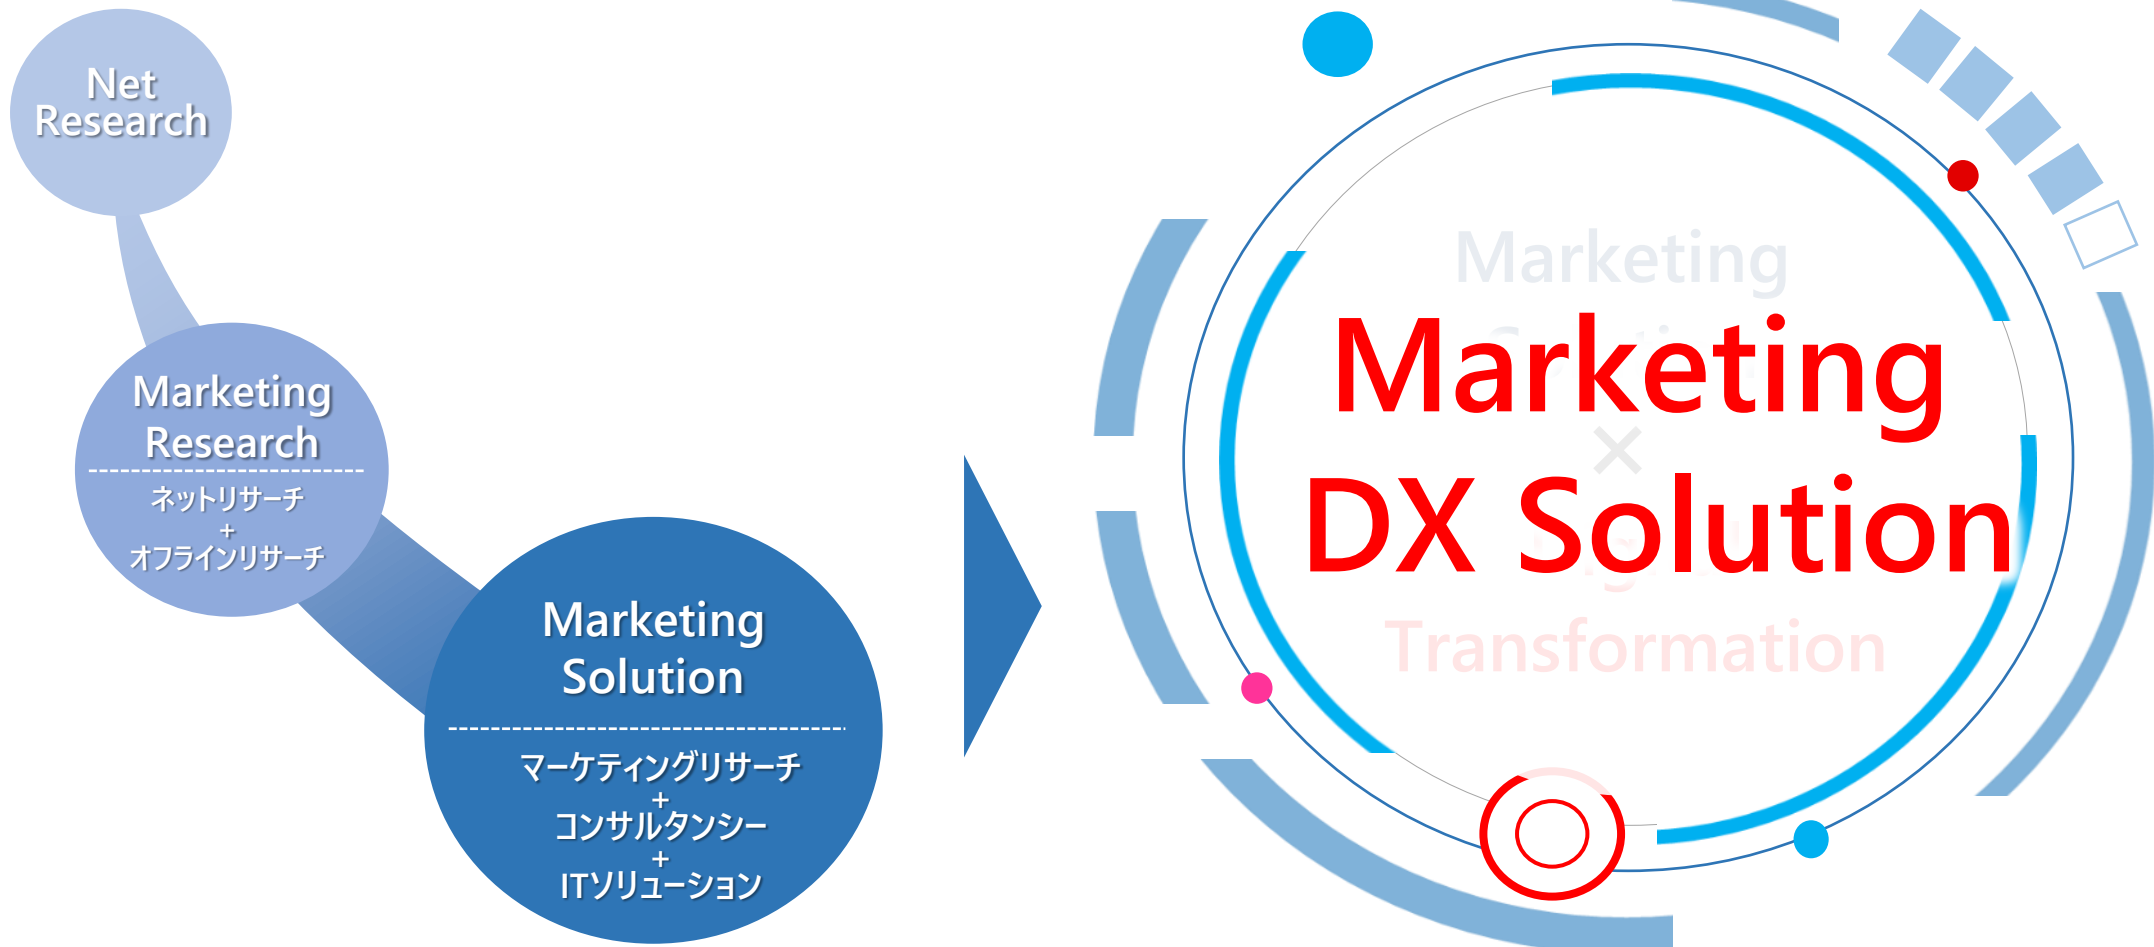 Net
Research
Marketing
Research
ネットリサーチ
+
オフラインリサーチ
Marketing
Solution
マーケティングリサーチ
+
コンサルタンシー
+
ITソリューション
Marketing
Marketing
×
DX Solution
Transformation